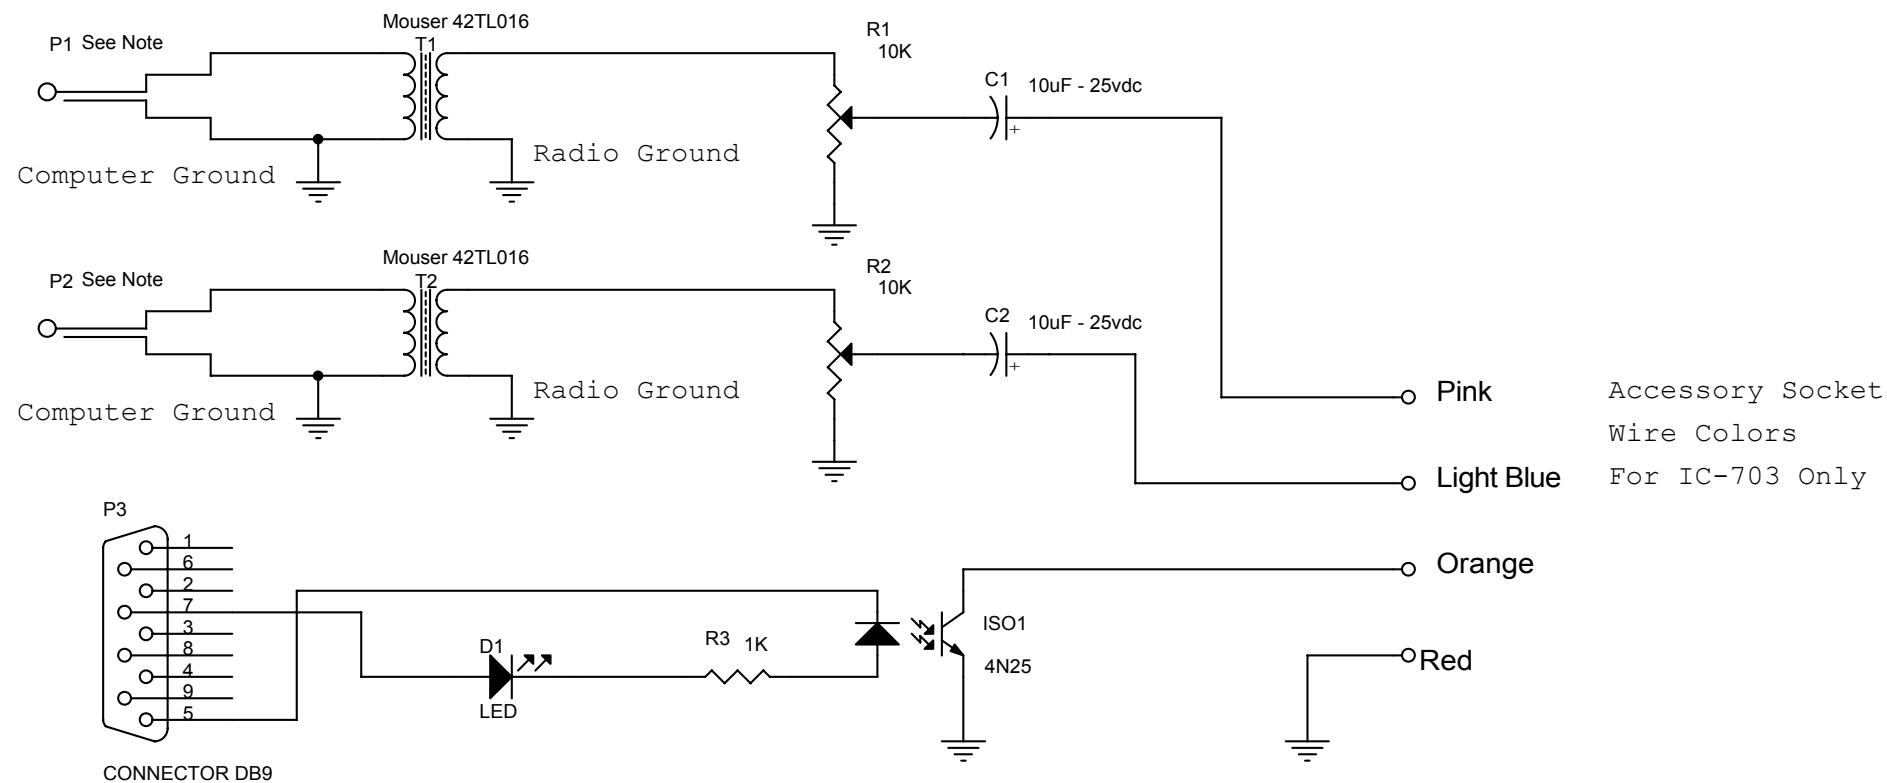 Mouser 42TL016
P1 See Note
T1
R1
10K
C1
10uF - 25vdc
+
Radio Ground
Computer Ground
Mouser 42TL016
P2 See Note
T2
R2
10K
C2
10uF - 25vdc
+
Radio Ground
Computer Ground
Pink
Accessory Socket
Wire Colors
Light Blue
For IC-703 Only
P3
1
6
2
7
3
8
4
9
5
CONNECTOR DB9
D1
LED
R3 1K
ISO1
4N25
Orange
Red